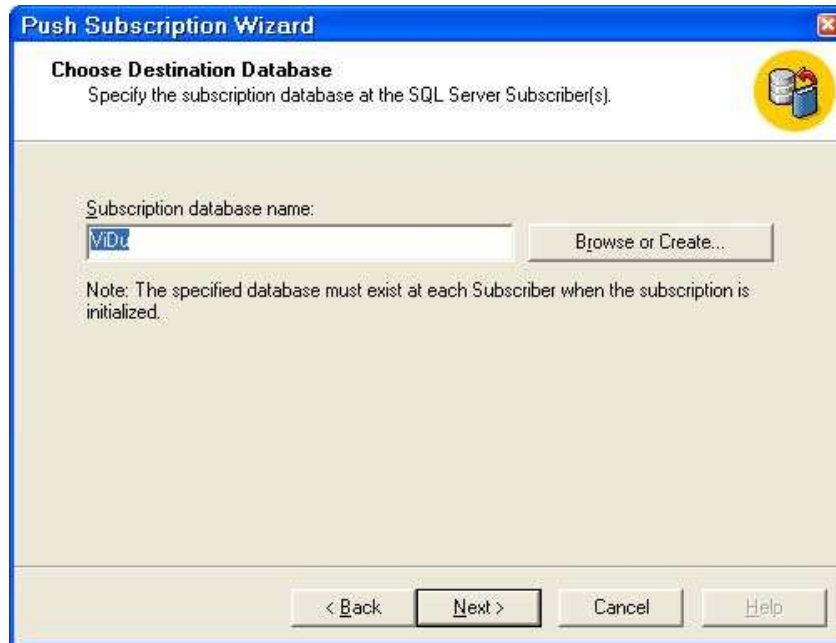 Push Subscription Wizard
Choose Destination Database
Specify the subscription database at the SQL Server Subscriber(s).
Subscription database name:
ViDu
Browse or Create...
Note: The specified database must exist at each Subscriber when the subscription is
initialized.
< Back
Next >
Cancel
Help